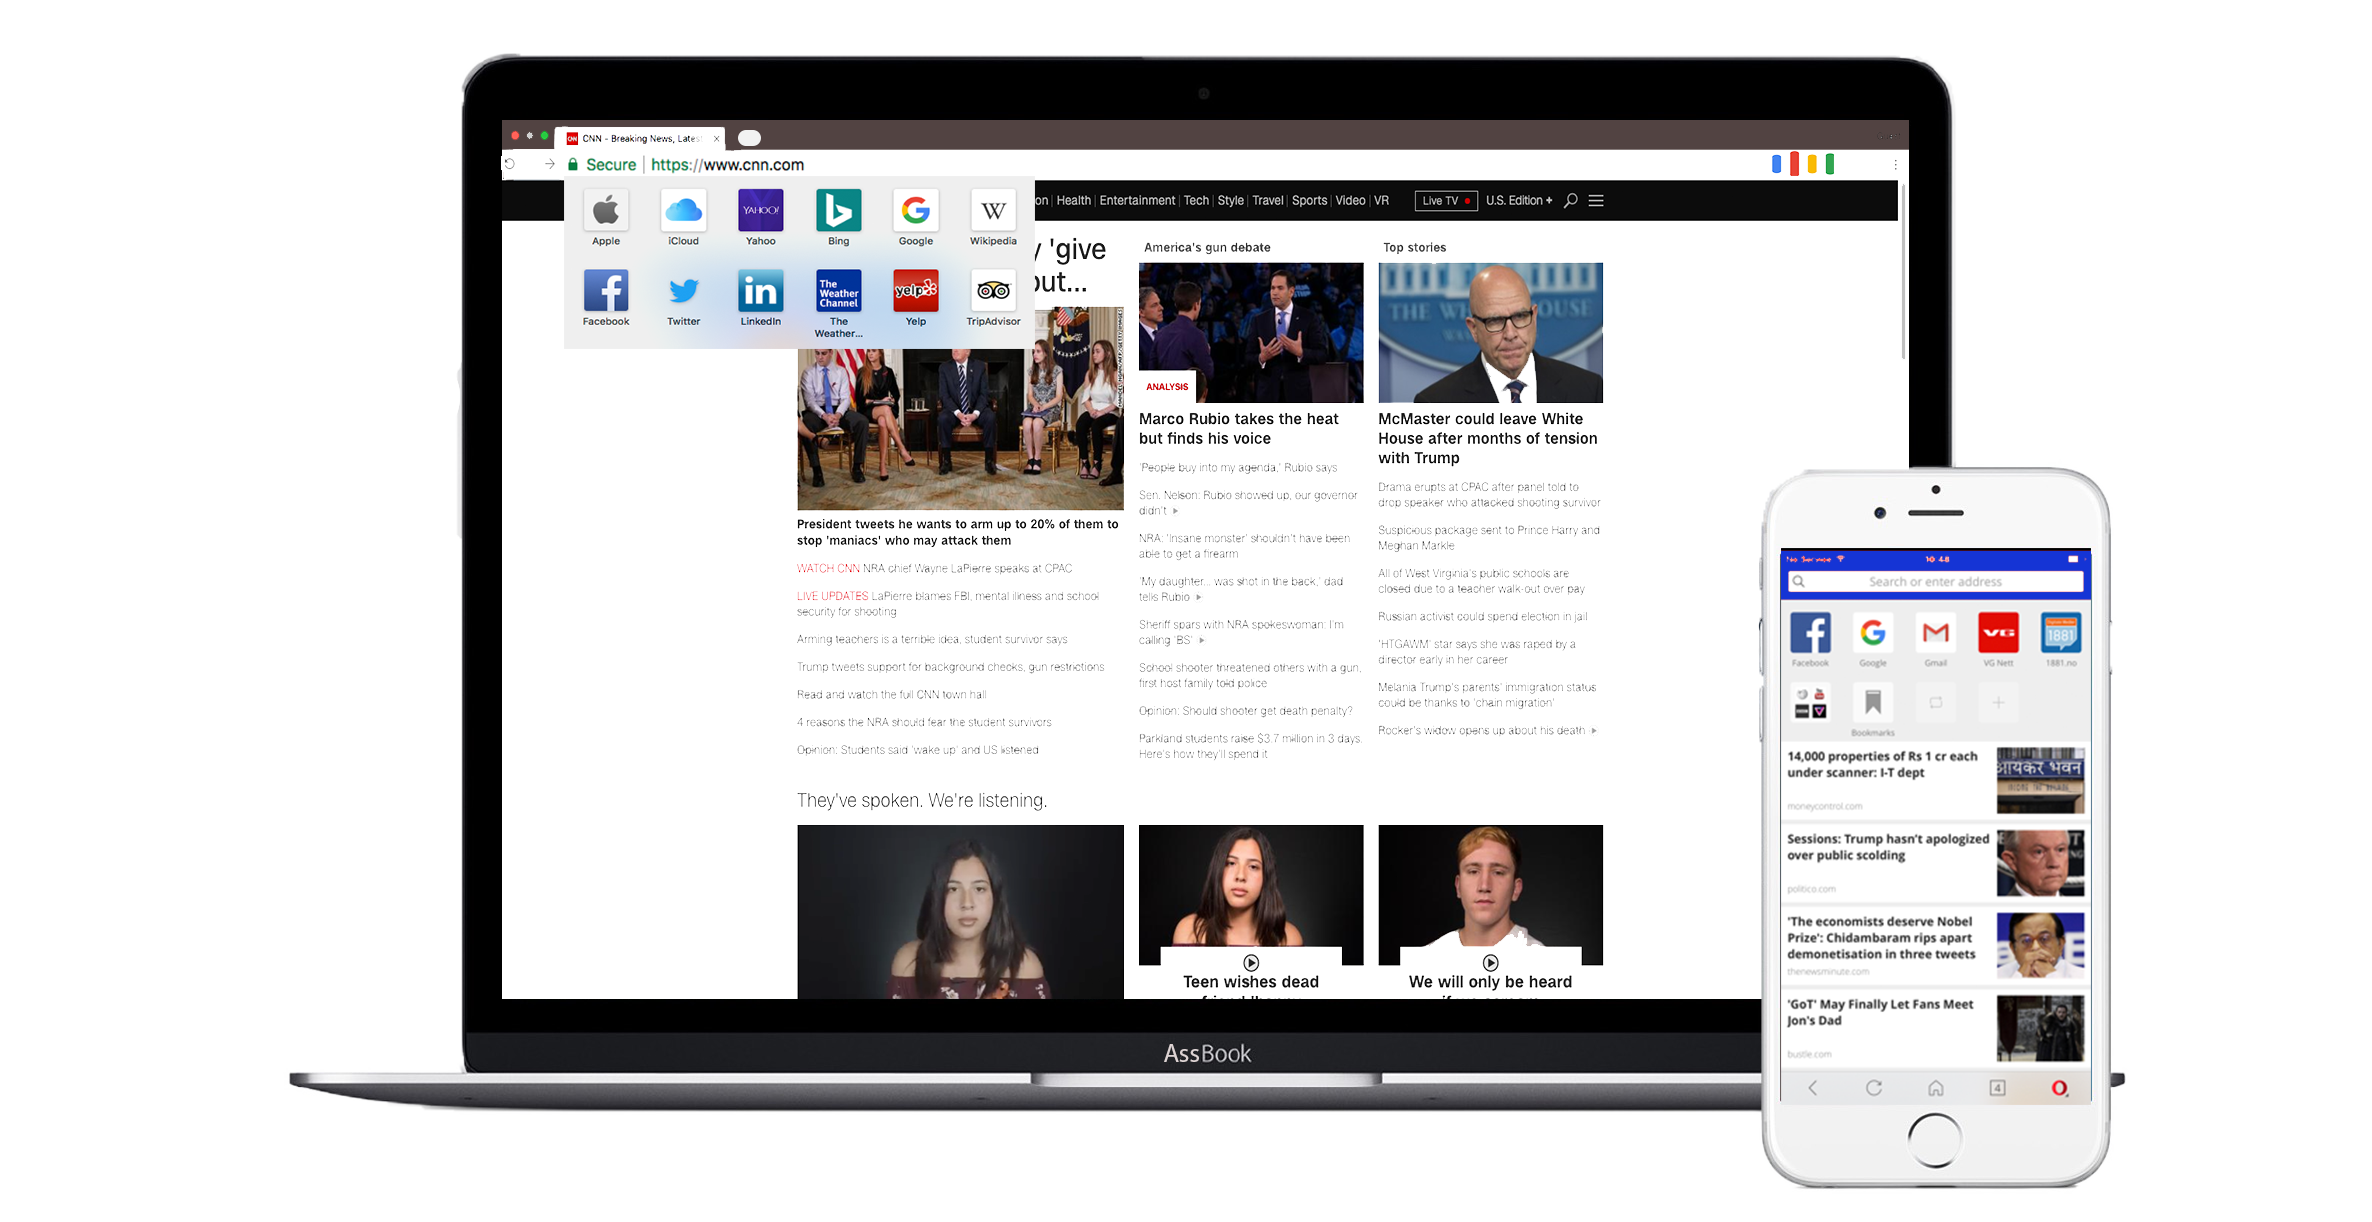 CNN - Breaking News, Lates
Secure | https://www.cnn.com
Apple
iCloud
YAHOO!
Yahoo
Bing
Google
W
Wikipedia
Facebook
Twitter
in
LinkedIn
The Weather Channel
The Weather...
yelp
Yelp
TripAdvisor
on | Health | Entertainment | Tech | Style | Travel | Sports | Video | VR
Live TV
U.S. Edition +
y 'give
out...
President tweets he wants to arm up to 20% of them to
stop 'maniacs' who may attack them
WATCH CNN NRA chief Wayne LaPierre speaks at CPAC
LIVE UPDATES LaPierre blames FBI, mental illness and school
security for shooting
Arming teachers is a terrible idea, student survivor says
Trump tweets support for background checks, gun restrictions
Read and watch the full CNN town hall
4 reasons the NRA should fear the student survivors
Opinion: Students said 'wake up' and US listened
America's gun debate
ANALYSIS
Marco Rubio takes the heat
but finds his voice
'People buy into my agenda,' Rubio says
Sen. Nelson: Rubio showed up, our governor
didn't
NRA: 'Insane monster' shouldn't have been
able to get a firearm
'My daughter... was shot in the back,' dad
tells Rubio
Sheriff spars with NRA spokeswoman: I'm
calling 'BS'
School shooter threatened others with a gun,
first host family told police
Opinion: Should shooter get death penalty?
Parkland students raise $3.7 million in 3 days.
Here's how they'll spend it
Top stories
THE WHITE HOUSE
McMaster could leave White
House after months of tension
with Trump
Drama erupts at CPAC after panel told to
drop speaker who attacked shooting survivor
Suspicious package sent to Prince Harry and
Meghan Markle
All of West Virginia's public schools are
closed due to a teacher walk-out over pay
Russian activist could spend election in jail
'HTGAWM' star says she was raped by a
director early in her career
Melania Trump's parents' immigration status
could be thanks to 'chain migration'
Rocker's widow opens up about his death
They've spoken. We're listening.
Teen wishes dead
We will only be heard
AssBook
No Service
10 48
Search or enter address
Facebook
Google
Gmail
VG
VG Nett
1881
1881.no
Bookmarks
14,000 properties of Rs 1 cr each
under scanner: I-T dept
moneycontrol.com
आयकर भवन
Sessions: Trump hasn't apologized
over public scolding
politico.com
'The economists deserve Nobel
Prize': Chidambaram rips apart
demonetisation in three tweets
thenewsminute.com
'GoT' May Finally Let Fans Meet
Jon's Dad
bustle.com
4